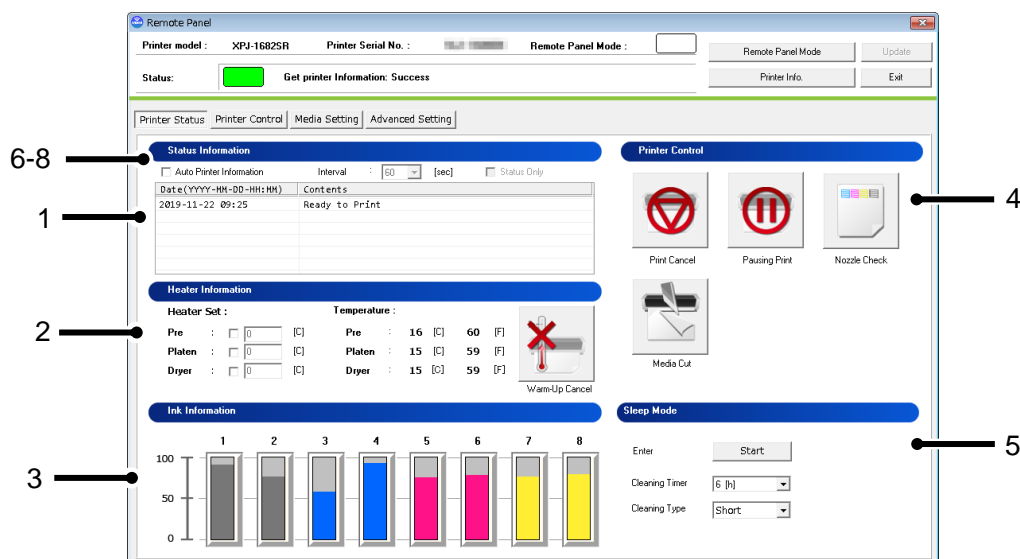 Remote Panel
Printer model : XPJ-1682SR Printer Serial No. : Remote Panel Mode :
Remote Panel Mode Update
Status: Get printer Information: Success
Printer Info. Exit
Printer Status Printer Control Media Setting Advanced Setting
6-8 Status Information Printer Control
Auto Printer Information Interval : 60 [sec] Status Only
Date(YYYY-MM-DD-HH:MM) Contents
2019-11-22 09:25 Ready to Print
1
4
Print Cancel Pausing Print Nozzle Check
Heater Information
Heater Set : Temperature :
2
Pre : 0 [C] Pre : 16 [C] 60 [F]
Platen : 0 [C] Platen : 15 [C] 59 [F]
Dryer : 0 [C] Dryer : 15 [C] 59 [F]
Warm-Up Cancel
Media Cut
Ink Information Sleep Mode
1 2 3 4 5 6 7 8
100
50
0
3
5
Enter Start
Cleaning Timer 6 [h]
Cleaning Type Short